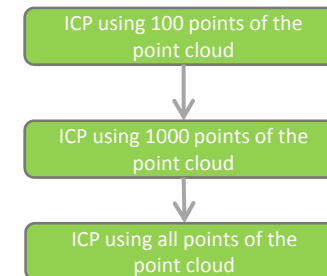 ICP using 100 points of the
point cloud
ICP using 1000 points of the
point cloud
ICP using all points of the
point cloud